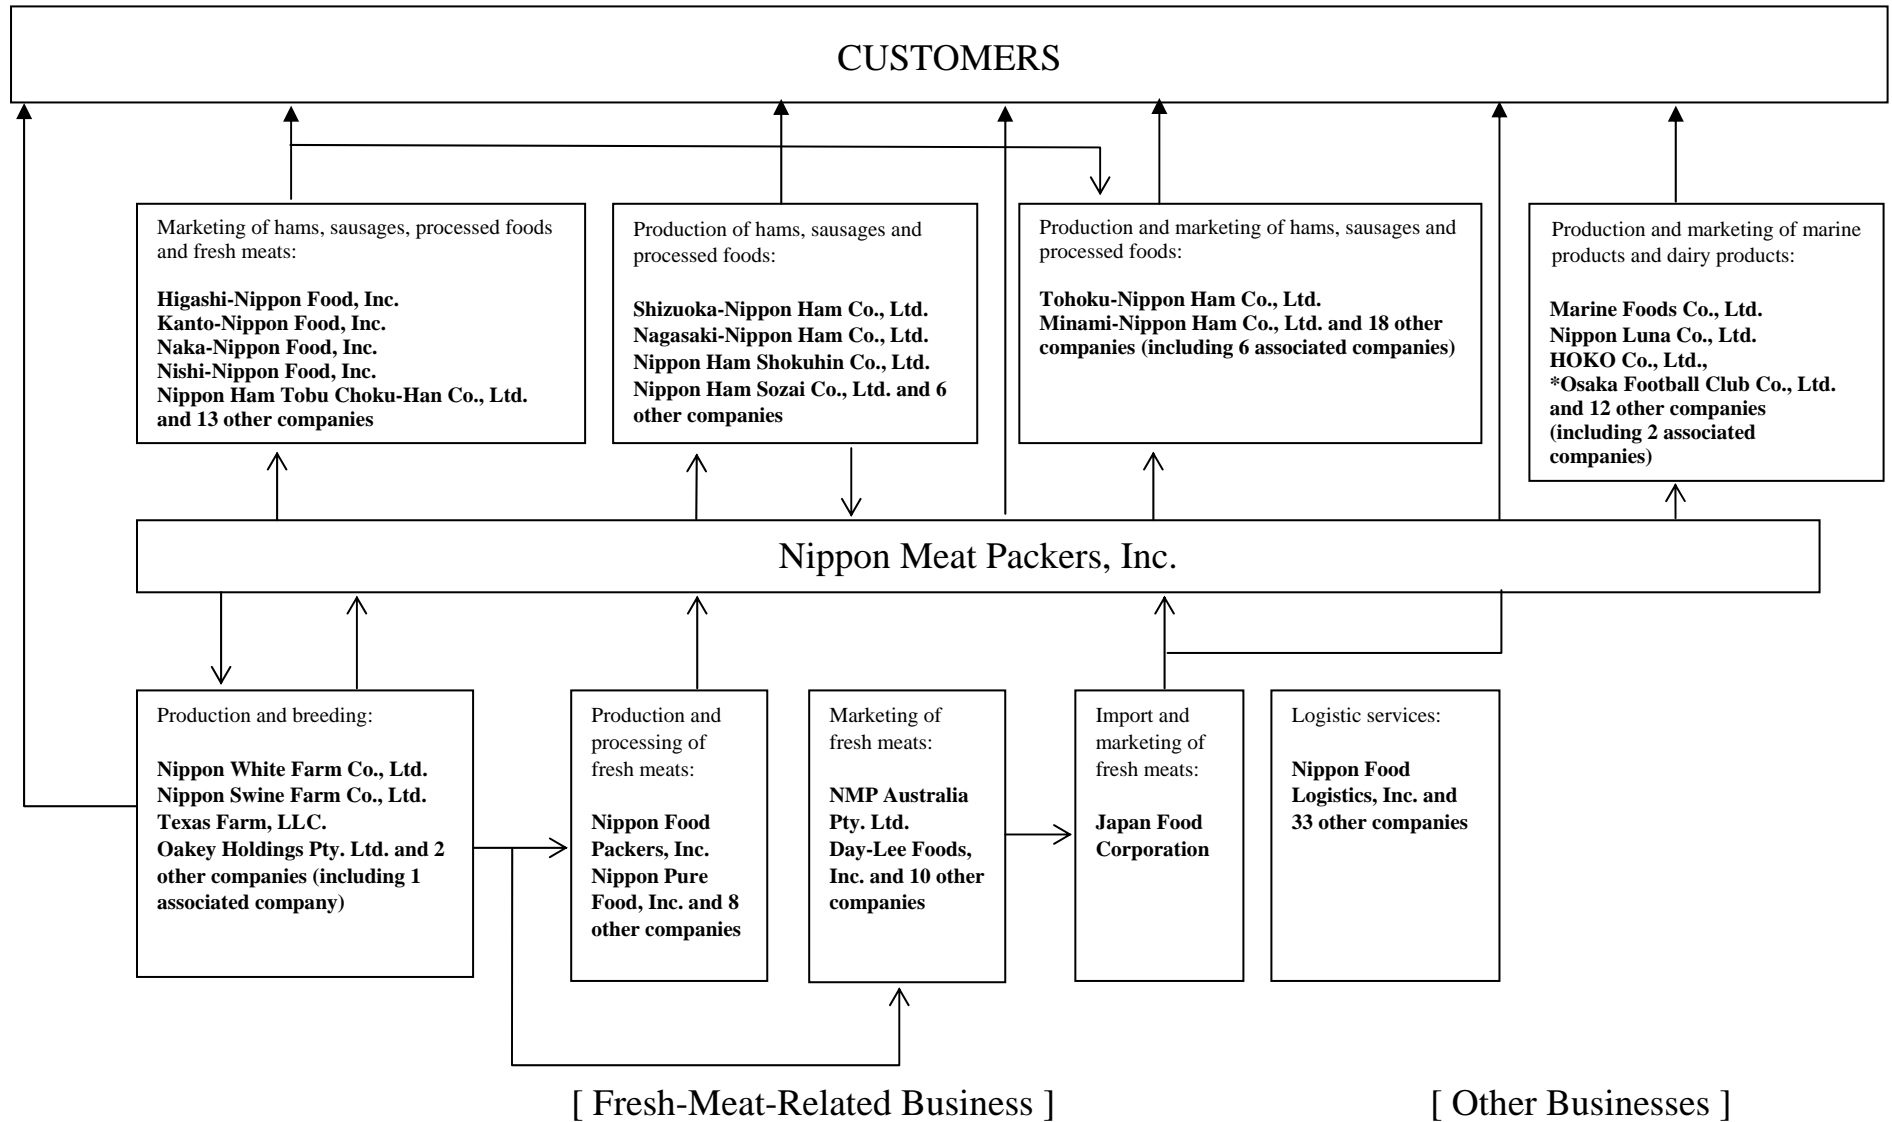 CUSTOMERS
Marketing of hams, sausages, processed foods
and fresh meats:
Higashi-Nippon Food, Inc.
Kanto-Nippon Food, Inc.
Naka-Nippon Food, Inc.
Nishi-Nippon Food, Inc.
Nippon Ham Tobu Choku-Han Co., Ltd.
and 13 other companies
Production of hams, sausages and
processed foods:
Shizuoka-Nippon Ham Co., Ltd.
Nagasaki-Nippon Ham Co., Ltd.
Nippon Ham Shokuhin Co., Ltd.
Nippon Ham Sozai Co., Ltd. and 6
other companies
Production and marketing of hams, sausages and
processed foods:
Tohoku-Nippon Ham Co., Ltd.
Minami-Nippon Ham Co., Ltd. and 18 other
companies (including 6 associated companies)
Production and marketing of marine
products and dairy products:
Marine Foods Co., Ltd.
Nippon Luna Co., Ltd.
HOKO Co., Ltd.,
*Osaka Football Club Co., Ltd.
and 12 other companies
(including 2 associated
companies)
Nippon Meat Packers, Inc.
Production and breeding:
Nippon White Farm Co., Ltd.
Nippon Swine Farm Co., Ltd.
Texas Farm, LLC.
Oakey Holdings Pty. Ltd. and 2
other companies (including 1
associated company)
Production and
processing of
fresh meats:
Nippon Food
Packers, Inc.
Nippon Pure
Food, Inc. and 8
other companies
Marketing of
fresh meats:
NMP Australia
Pty. Ltd.
Day-Lee Foods,
Inc. and 10 other
companies
Import and
marketing of
fresh meats:
Japan Food
Corporation
Logistic services:
Nippon Food
Logistics, Inc. and
33 other companies
[ Fresh-Meat-Related Business ]
[ Other Businesses ]